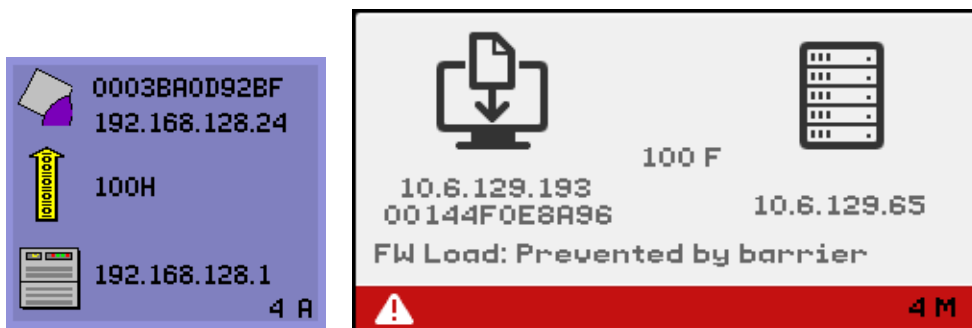 0003BA0D92BF
192.168.128.24
100H
192.168.128.1
4 A
100 F
10.6.129.193
00144F0E8A96
10.6.129.65
FW Load: Prevented by barrier
4 M